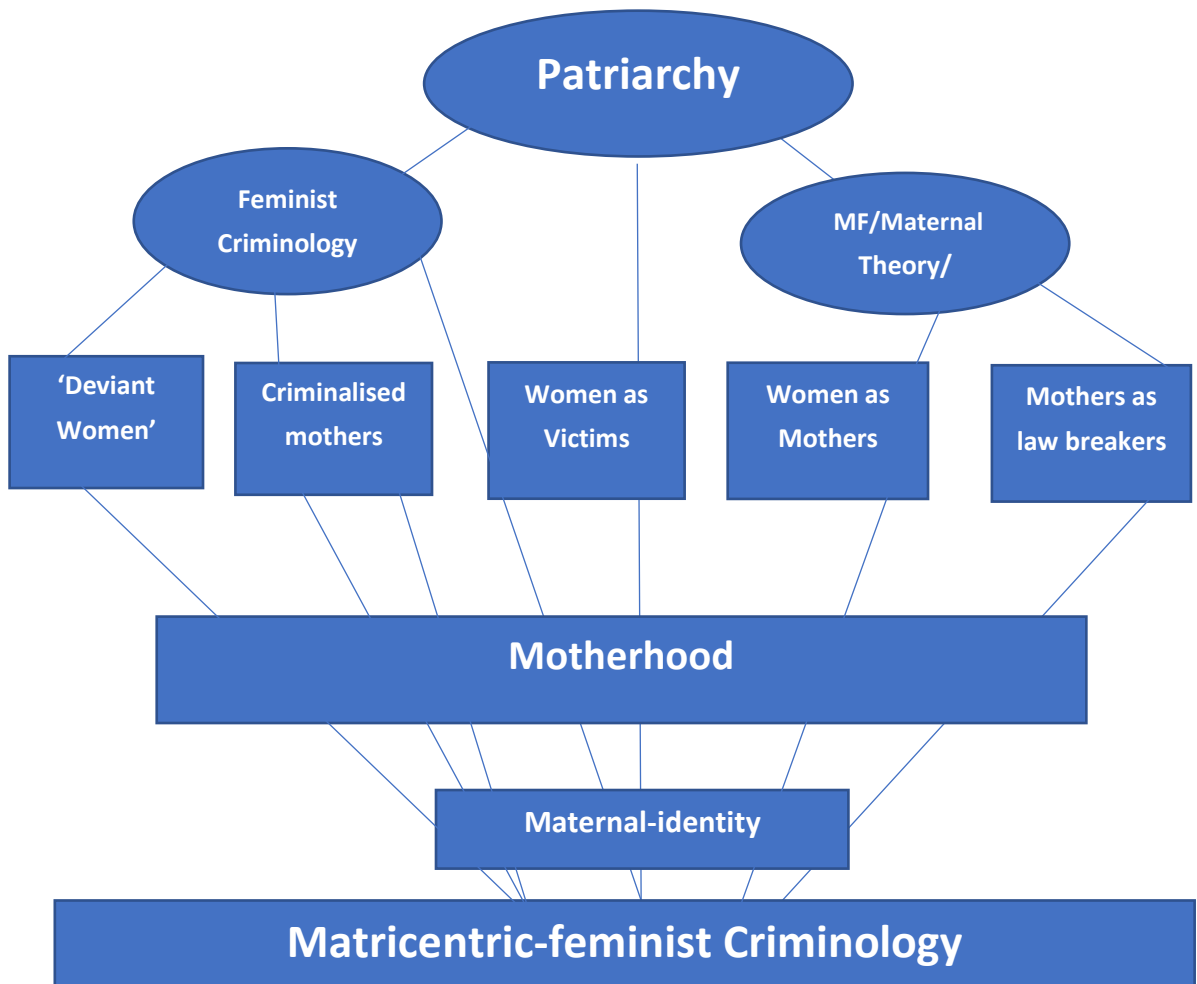 Patriarchy
Feminist
Criminology
MF/Maternal
Theory/
‘Deviant
Women’
Criminalised
mothers
Women as
Victims
Women as
Mothers
Mothers as
law breakers
Motherhood
Maternal-identity
Matricentric-feminist Criminology